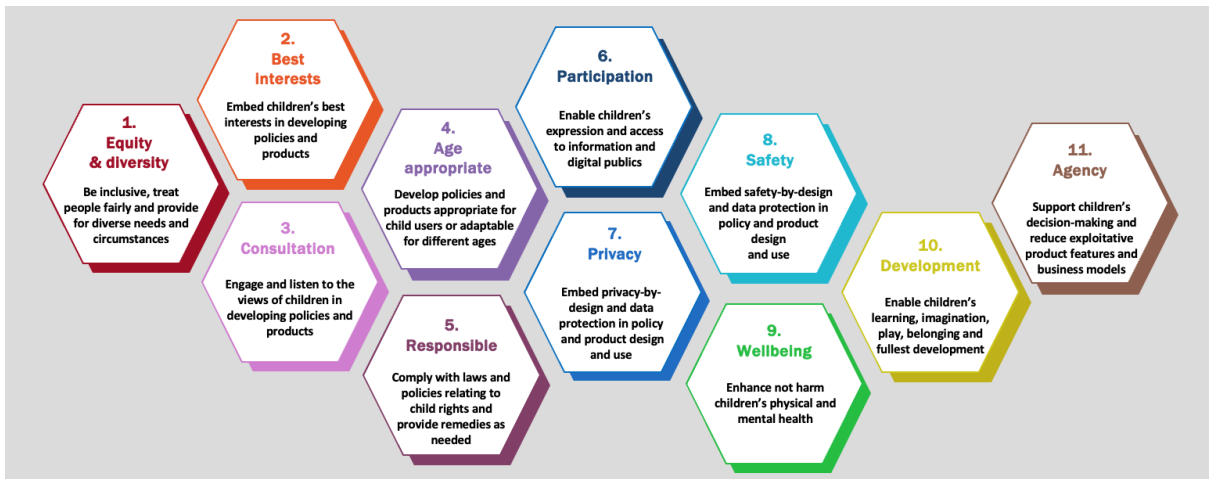 1.
Equity
& diversity
Be inclusive, treat
people fairly and provide
for diverse needs and
circumstances
2.
Best
interests
Embed children's best
interests in developing
policies and
products
3.
Consultation
Engage and listen to the
views of children in
developing policies and
products
4.
Age
appropriate
Develop policies and
products appropriate for
child users or adaptable
for different ages
5.
Responsible
Comply with laws and
policies relating to
child rights and
provide remedies as
needed
6.
Participation
Enable children's
expression and access
to information and
digital publics
7.
Privacy
Embed privacy-by-
design and data
protection in policy
and product design
and use
8.
Safety
Embed safety-by-design
and data protection in
policy and product
design
and use
9.
Wellbeing
Enhance not harm
children's physical and
mental health
10.
Development
Enable children's
learning, imagination,
play, belonging and
fullest development
11.
Agency
Support children's
decision-making and
reduce exploitative
product features and
business models